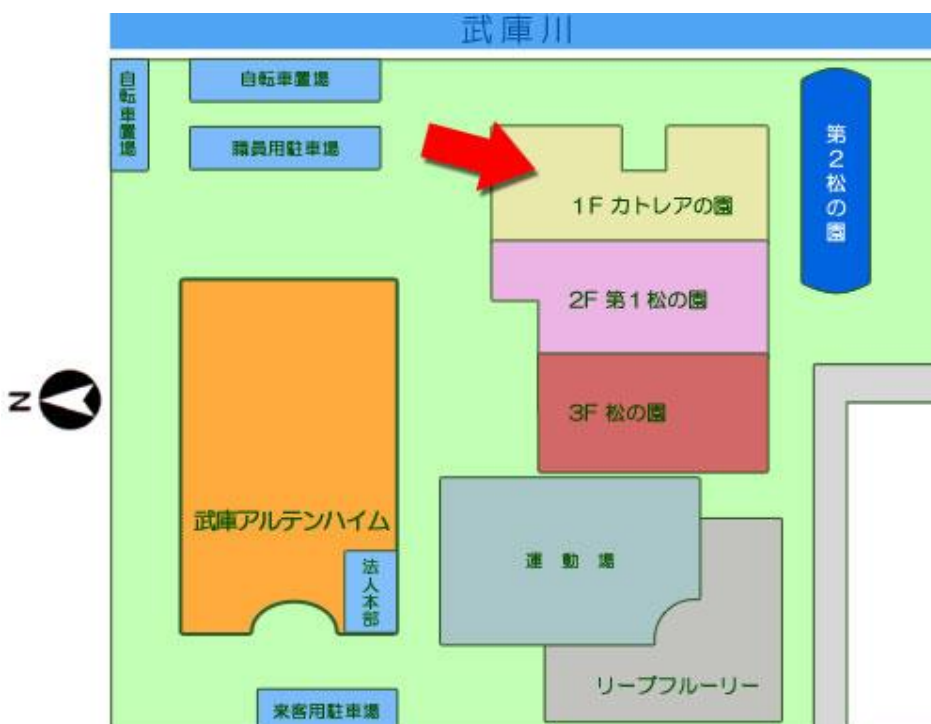 武庫川
自転車置場
自転車置場
職員用駐車場
第2松の園
1F カトレアの園
2F 第1松の園
N
3F 松の園
武庫アルテンハイム
法人本部
運動場
リープフルーリー
来客用駐車場